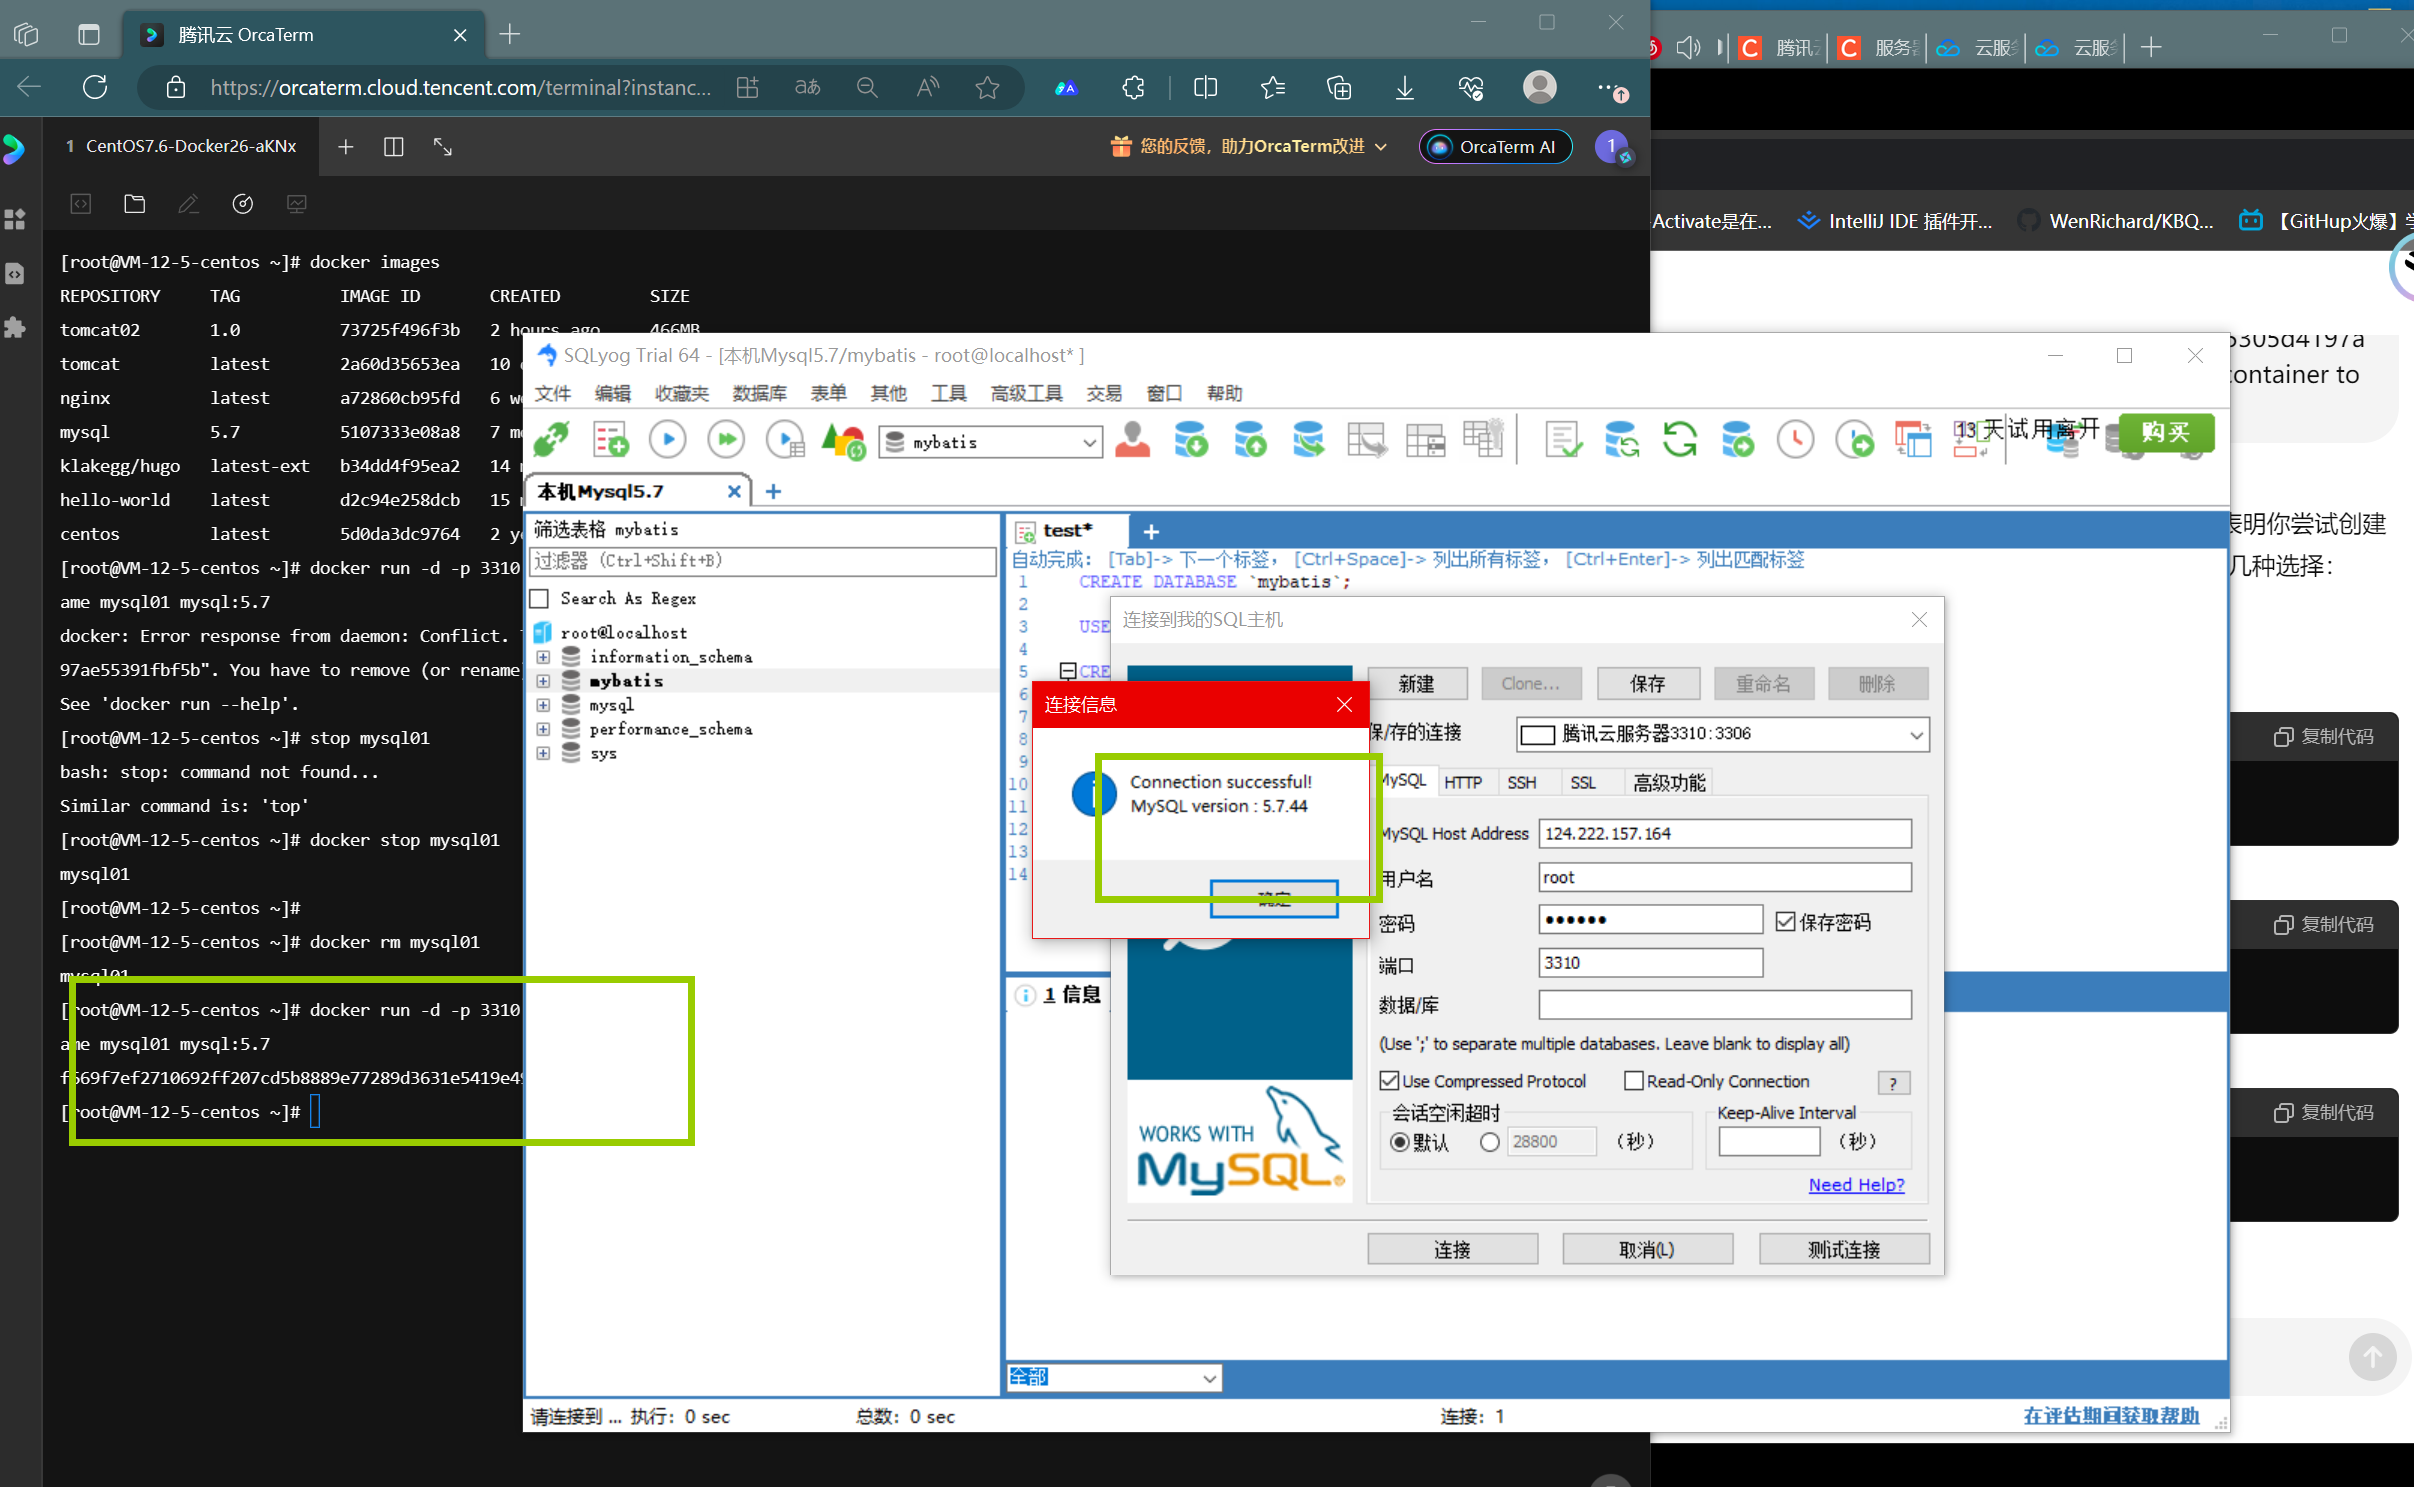 腾讯云 OrcaTerm
https://orcaterm.cloud.tencent.com/terminal?instanc...
腾讯
服务
云服
云服
1 CentOS7.6-Docker26-aKNx
您的反馈，助力OrcaTerm改进
OrcaTerm AI
1
Activate是在...
IntelliJ IDE 插件开...
WenRichard/KBQ...
【GitHup火爆】
[root@VM-12-5-centos ~]# docker images
REPOSITORY TAG IMAGE ID CREATED SIZE
tomcat02 1.0 73725f496f3b 2 hours ago 466MB
tomcat latest 2a60d35653ea 10
nginx latest a72860cb95fd 6
mysql 5.7 5107333e08a8 7
klakegg/hugo latest-ext b34dd4f95ea2 14
hello-world latest d2c94e258dcb 15
centos latest 5d0da3dc9764 2
[root@VM-12-5-centos ~]# docker run -d -p 3310
ame mysql01 mysql:5.7
docker: Error response from daemon: Conflict.
97ae55391fbf5b". You have to remove (or rename
See 'docker run --help'.
[root@VM-12-5-centos ~]# stop mysql01
bash: stop: command not found...
Similar command is: 'top'
[root@VM-12-5-centos ~]# docker stop mysql01
mysql01
[root@VM-12-5-centos ~]#
[root@VM-12-5-centos ~]# docker rm mysql01
mysql01
[root@VM-12-5-centos ~]# docker run -d -p 3310
ame mysql01 mysql:5.7
f669f7ef2710692ff207cd5b8889e77289d3631e5419e49
[root@VM-12-5-centos ~]#
SQLyog Trial 64 - [本机Mysql5.7/mybatis - root@localhost* ]
文件 编辑 收藏夹 数据库 表单 其他 工具 高级工具 交易 窗口 帮助
mybatis
13 天试用离开
购买
本机Mysql5.7
筛选表格 mybatis
过滤器 (Ctrl+Shift+B)
Search As Regex
root@localhost
information_schema
mybatis
mysql
performance_schema
sys
test*
自动完成： [Tab]-> 下一个标签， [Ctrl+Space]-> 列出所有标签， [Ctrl+Enter]-> 列出匹配标签
1 CREATE DATABASE `mybatis`;
2
3 USE
4
5 CRE
6
7
8
9
10
11
12
13
14
1 信息
全部
请连接到 ... 执行： 0 sec
总数： 0 sec
连接： 1
在评估期间获取帮助
连接到我的SQL主机
新建 Clone... 保存 重命名 删除
保/存的连接 腾讯云服务器3310:3306
MySQL HTTP SSH SSL 高级功能
MySQL Host Address 124.222.157.164
用户名 root
密码 ●●●●●● 保存密码
端口 3310
数据/库
(Use ';' to separate multiple databases. Leave blank to display all)
Use Compressed Protocol Read-Only Connection ?
会话空闲超时 Keep-Alive Interval
默认 28800 （秒） （秒）
Need Help?
连接 取消(L) 测试连接
WORKS WITH
MySQL
连接信息
Connection successful!
MySQL version : 5.7.44
确定
5305d4197a
container to
表明你尝试创建
几种选择：
复制代码
复制代码
复制代码